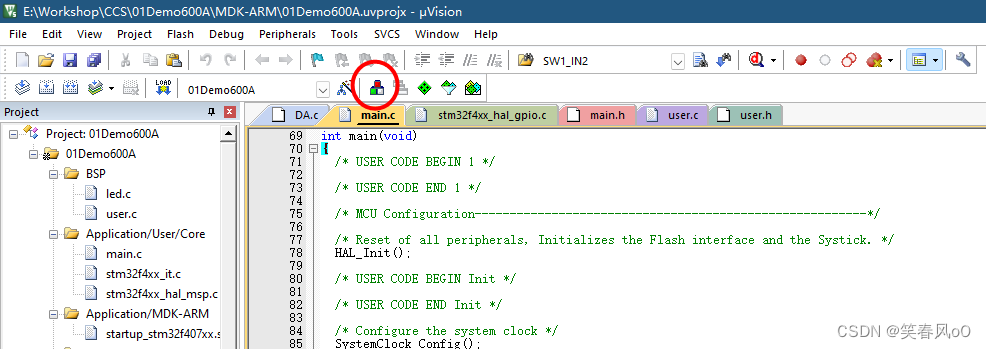 E:\Workshop\CCS\01Demo600A\MDK-ARM\01Demo600A.uvprojx - µVision
File Edit View Project Flash Debug Peripherals Tools SVCS Window Help
SW1_IN2
LOAD
01Demo600A
Project
DA.c main.c stm32f4xx_hal_gpio.c main.h user.c user.h
Project: 01Demo600A
01Demo600A
BSP
led.c
user.c
Application/User/Core
main.c
stm32f4xx_it.c
stm32f4xx_hal_msp.c
Application/MDK-ARM
startup_stm32f407xx.s
69 int main(void)
70 {
71 /* USER CODE BEGIN 1 */
72
73 /* USER CODE END 1 */
74
75 /* MCU Configuration--------------------------------------------------------*/
76
77 /* Reset of all peripherals, Initializes the Flash interface and the Systick. */
78 HAL_Init();
79
80 /* USER CODE BEGIN Init */
81
82 /* USER CODE END Init */
83
84 /* Configure the system clock */
85 SystemClock_Config();
CSDN @笑春风oO